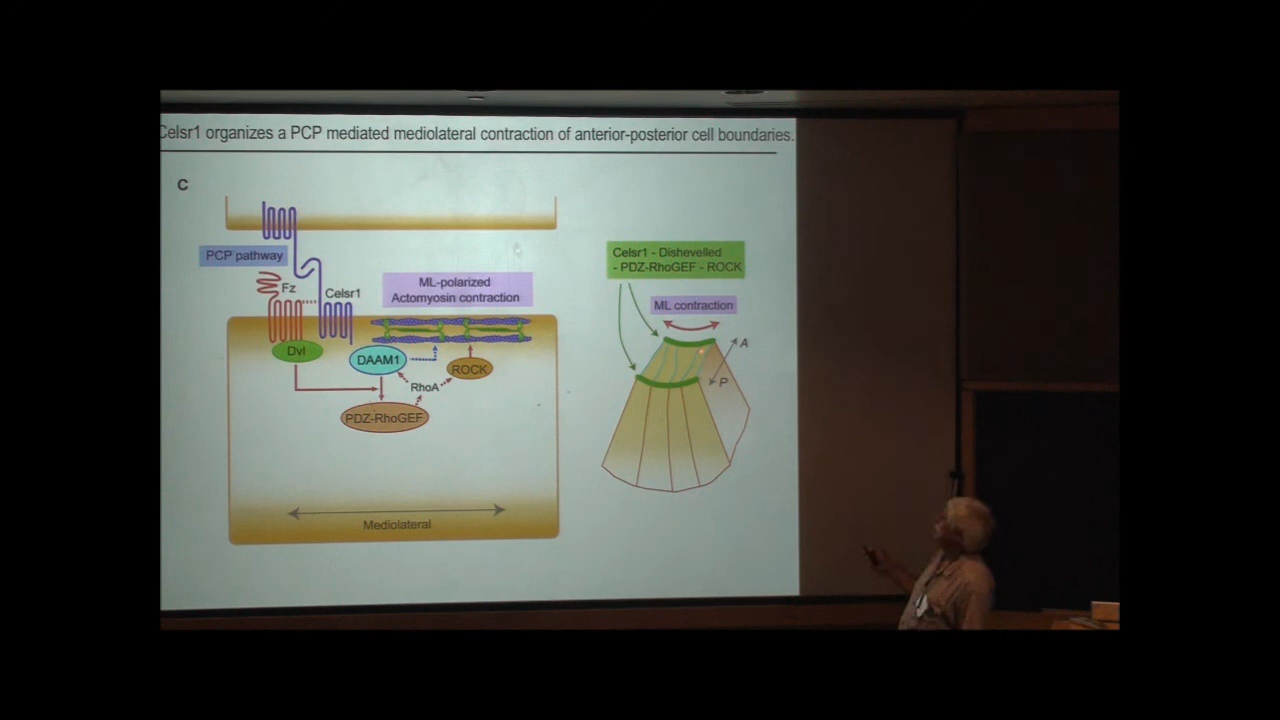 Celsr1 organizes a PCP mediated mediolateral contraction of anterior-posterior cell boundaries.
C
PCP pathway
Fz
Celsr1
ML-polarized
Actomyosin contraction
Dvl
DAAM1
ROCK
RhoA
PDZ-RhoGEF
Mediolateral
Celsr1 - Dishevelled
- PDZ-RhoGEF - ROCK
ML contraction
A
P